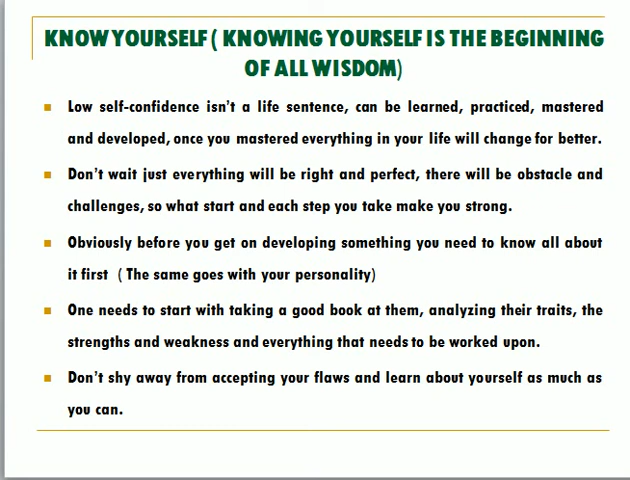 KNOW YOURSELF ( KNOWING YOURSELF IS THE BEGINNING
OF ALL WISDOM)
Low self-confidence isn't a life sentence, can be learned, practiced, mastered
and developed, once you mastered everything in your life will change for better.
Don't wait just everything will be right and perfect, there will be obstacle and
challenges, so what start and each step you take make you strong.
Obviously before you get on developing something you need to know all about
it first ( The same goes with your personality)
One needs to start with taking a good book at them, analyzing their traits, the
strengths and weakness and everything that needs to be worked upon.
Don't shy away from accepting your flaws and learn about yourself as much as
you can.